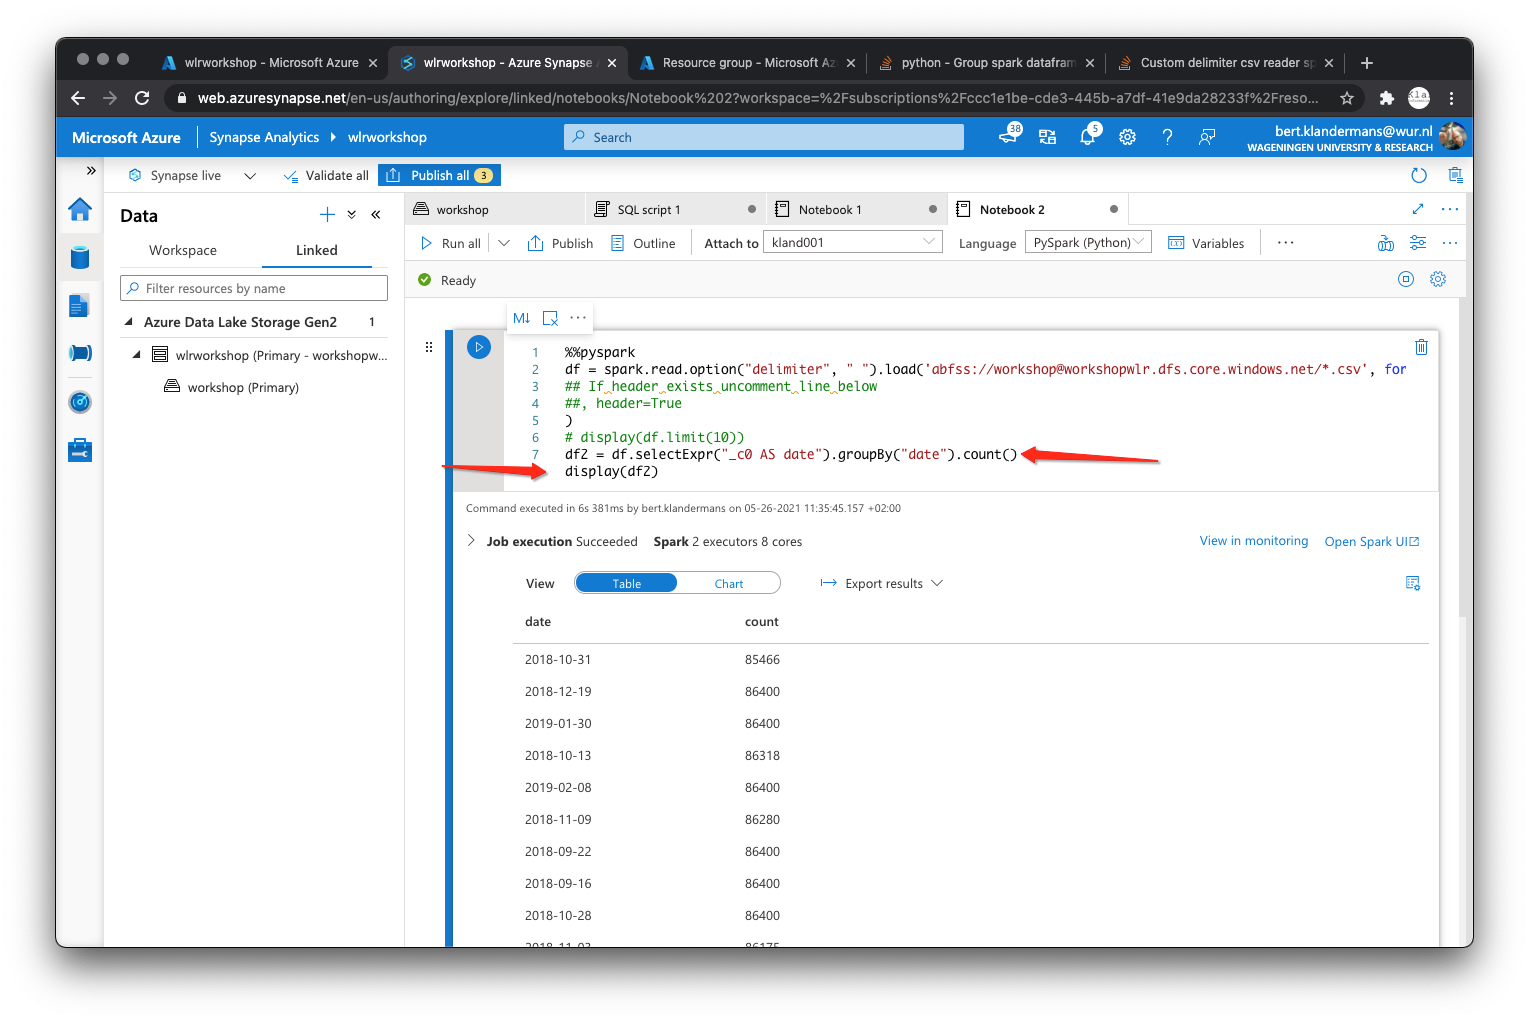 wlrworkshop - Microsoft Azure
wlrworkshop - Azure Synapse A
Resource group - Microsoft Az
python - Group spark datafram
Custom delimiter csv reader sp
web.azuresynapse.net/en-us/authoring/explore/linked/notebooks/Notebook%202?workspace=%2Fsubscriptions%2Fccc1e1be-cde3-445b-a7df-41e9da28233f%2Freso...
Microsoft Azure
Synapse Analytics
wlrworkshop
Search
38
5
bert.klandermans@wur.nl
WAGENINGEN UNIVERSITY & RESEARCH
Synapse live
Validate all
Publish all 3
Data
workshop
SQL script 1
Notebook 1
Notebook 2
Workspace
Linked
Run all
Publish
Outline
Attach to
kland001
Language
PySpark (Python)
Variables
Filter resources by name
Ready
Azure Data Lake Storage Gen2 1
wlrworkshop (Primary - workshopw...
workshop (Primary)
M↓
1 %%pyspark
2 df = spark.read.option("delimiter", " ").load('abfss://workshop@workshopwlr.dfs.core.windows.net/*.csv', for
3 ## If header exists uncomment line below
4 ##, header=True
5 )
6 # display(df.limit(10))
7 df2 = df.selectExpr("_c0 AS date").groupBy("date").count()
display(df2)
Command executed in 6s 381ms by bert.klandermans on 05-26-2021 11:35:45.157 +02:00
Job execution Succeeded Spark 2 executors 8 cores
View in monitoring
Open Spark UI
View
Table
Chart
Export results
date count
2018-10-31 85466
2018-12-19 86400
2019-01-30 86400
2018-10-13 86318
2019-02-08 86400
2018-11-09 86280
2018-09-22 86400
2018-09-16 86400
2018-10-28 86400
2018-11-03 86175